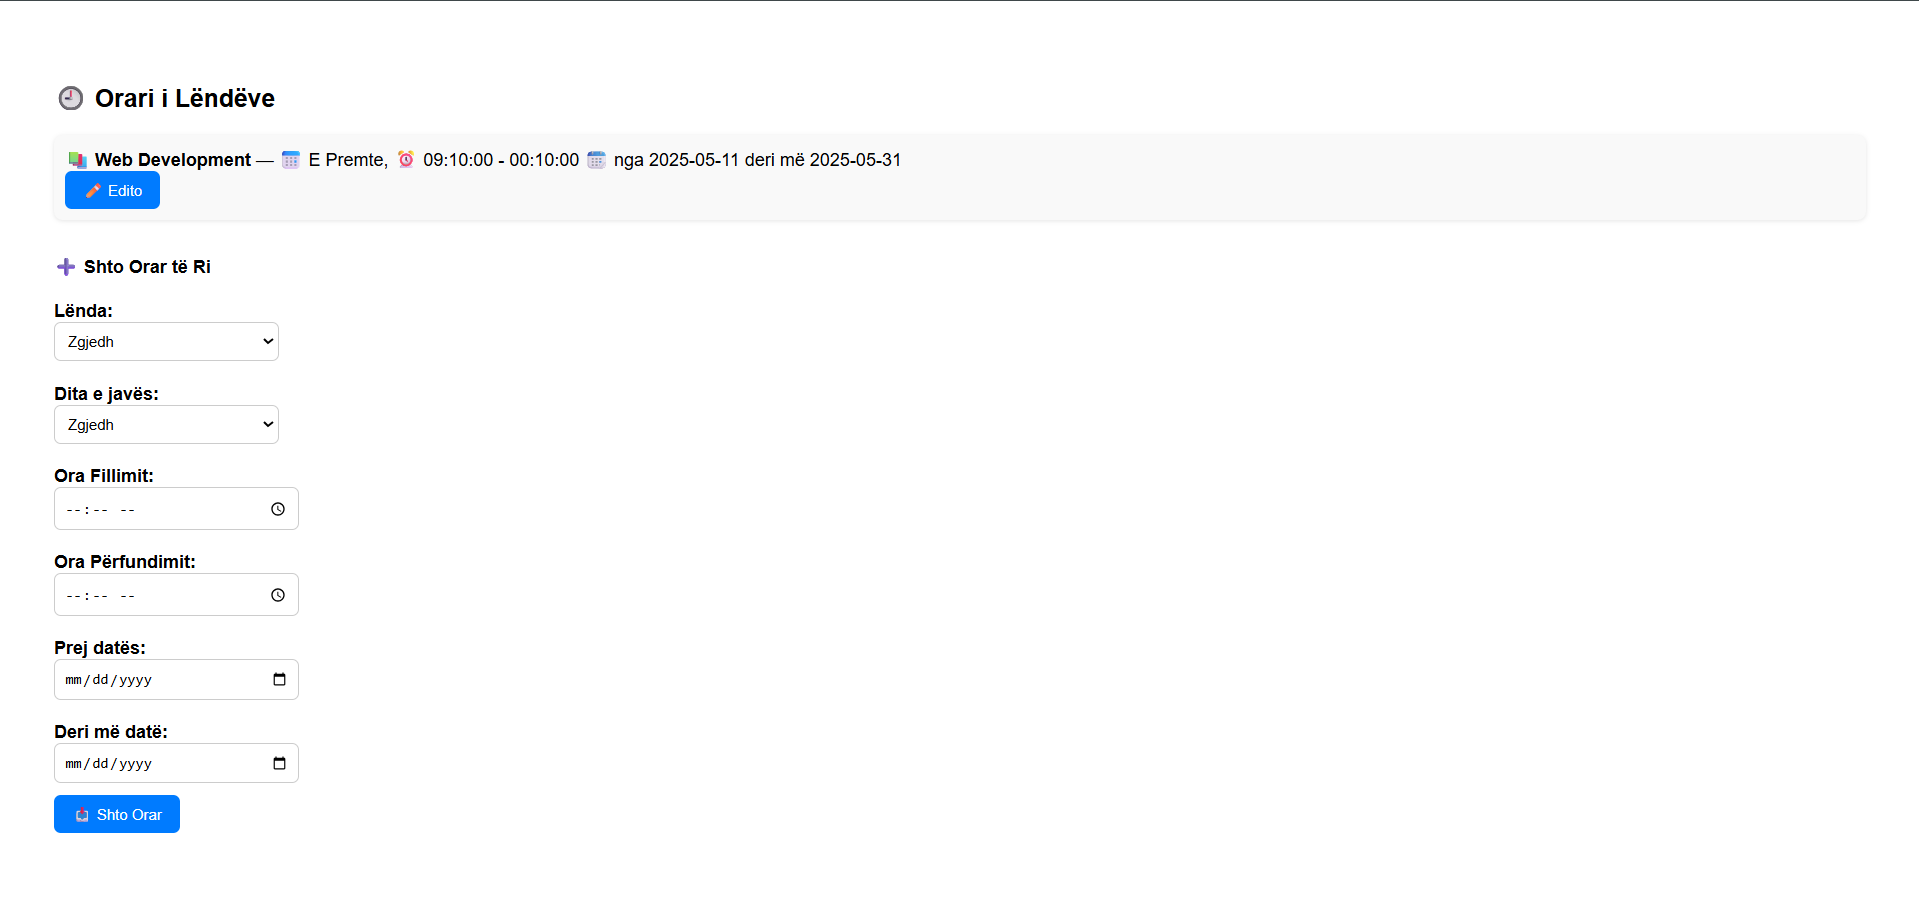 🕘 Orari i Lëndëve
📚 Web Development — 📅 E Premte, ⏰ 09:10:00 - 00:10:00 🗓️ nga 2025-05-11 deri më 2025-05-31
✏️ Edito
➕ Shto Orar të Ri
Lënda:
Zgjedh
Dita e javës:
Zgjedh
Ora Fillimit:
--:-- --
Ora Përfundimit:
--:-- --
Prej datës:
mm/dd/yyyy
Deri më datë:
mm/dd/yyyy
📤 Shto Orar